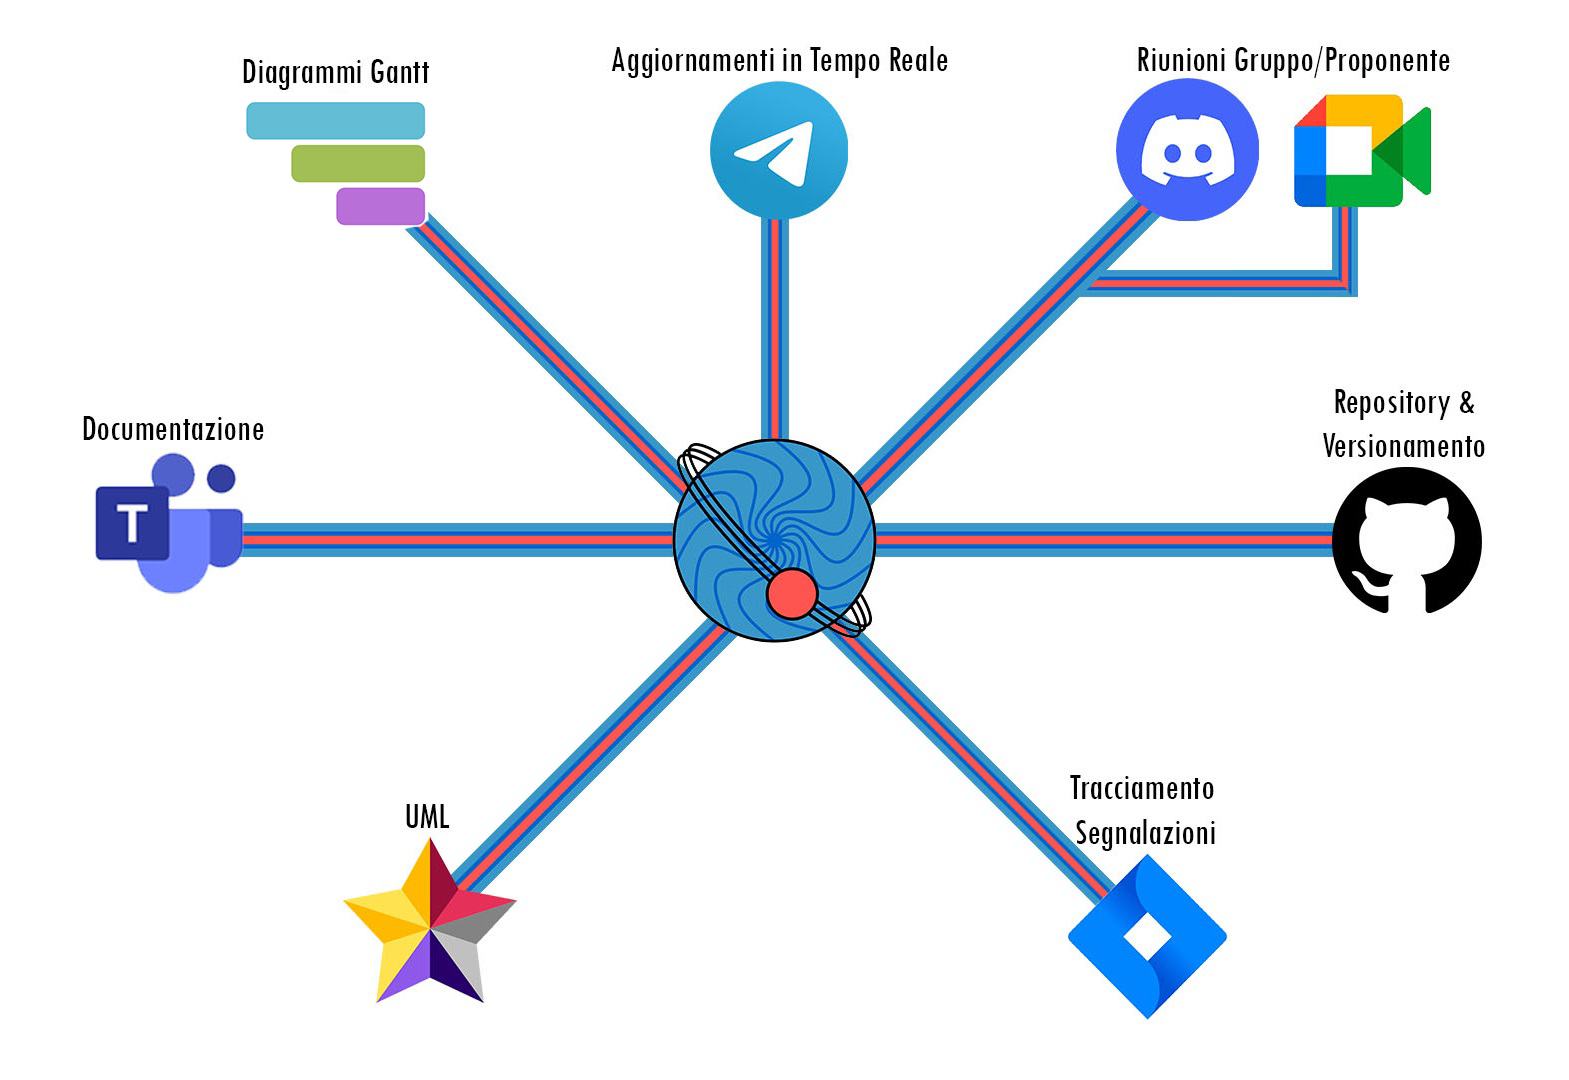 Diagrammi Gantt
Aggiornamenti in Tempo Reale
Riunioni Gruppo/Proponente
Documentazione
T
Repository &
Versionamento
UML
Tracciamento
Segnalazioni